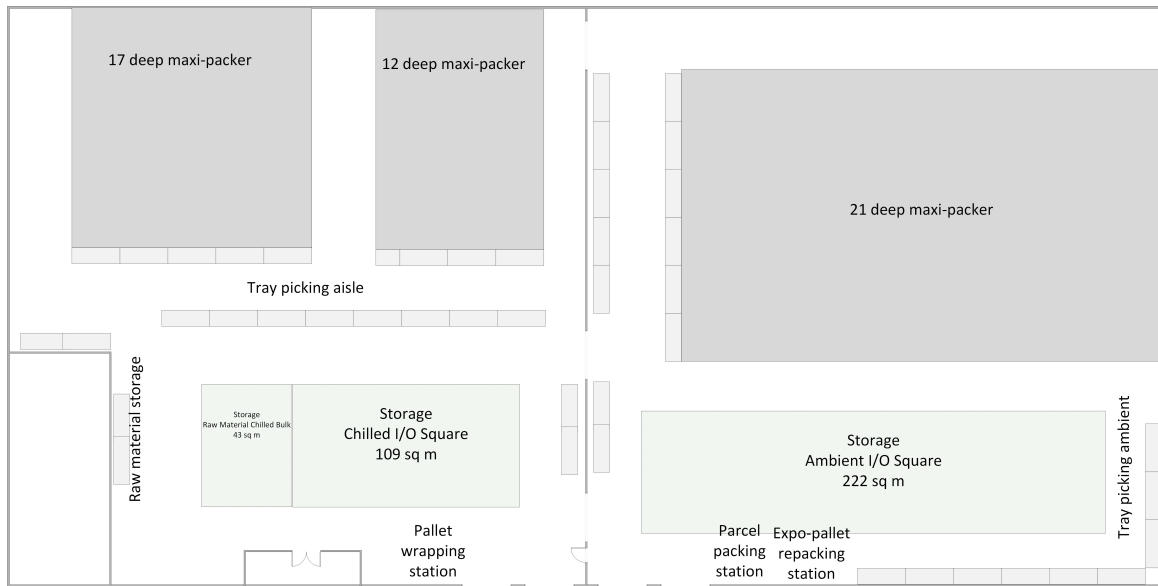 17 deep maxi-packer
12 deep maxi-packer
21 deep maxi-packer
Tray picking aisle
Raw material storage
Storage
Raw Material Chilled Bulk
43 sq m
Storage
Chilled I/O Square
109 sq m
Storage
Ambient I/O Square
222 sq m
Tray picking ambient
Pallet
wrapping
station
Parcel
packing
station
Expo-pallet
repacking
station